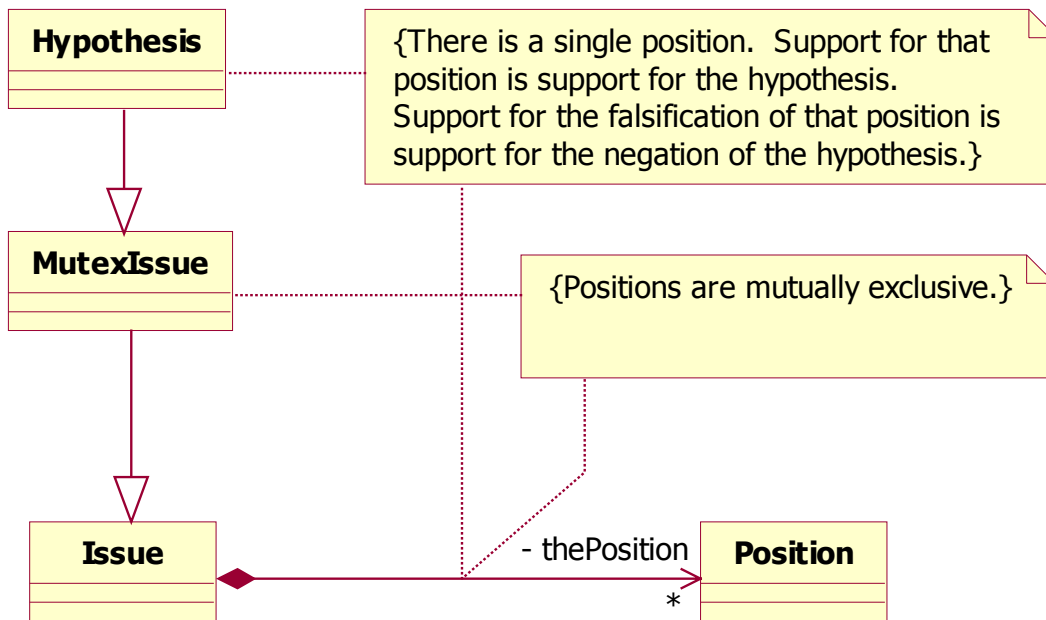 Hypothesis
{There is a single position.  Support for that
position is support for the hypothesis.
Support for the falsification of that position is
support for the negation of the hypothesis.}
MutexIssue
{Positions are mutually exclusive.}
Issue
- thePosition
*
Position